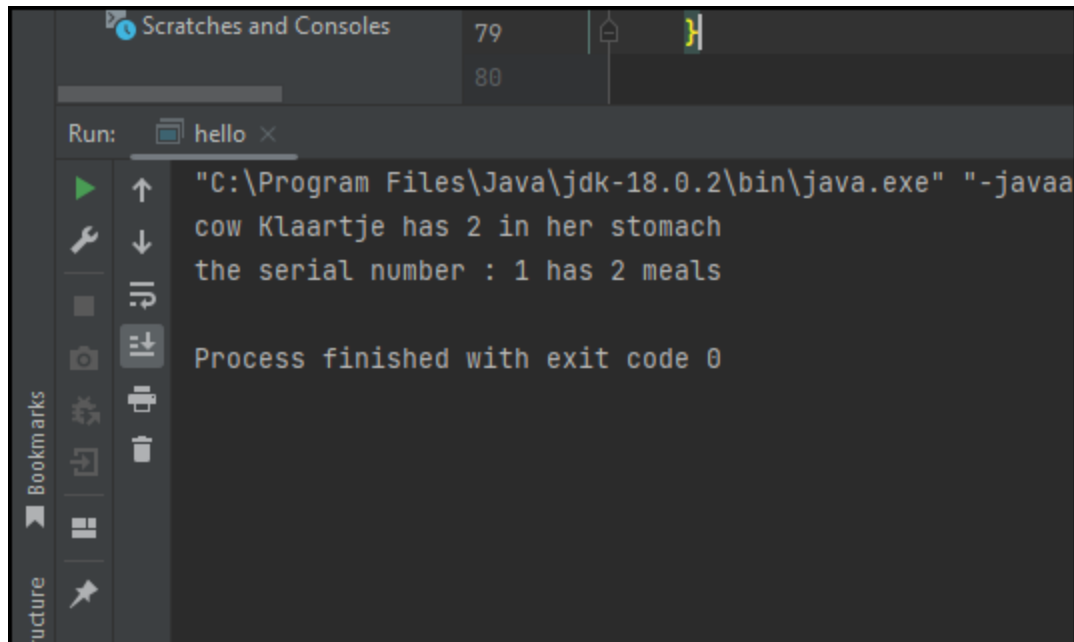 Scratches and Consoles
79 }
80
Run: hello
"C:\Program Files\Java\jdk-18.0.2\bin\java.exe" "-javaa
cow Klaartje has 2 in her stomach
the serial number : 1 has 2 meals
Process finished with exit code 0
Bookmarks
ucture